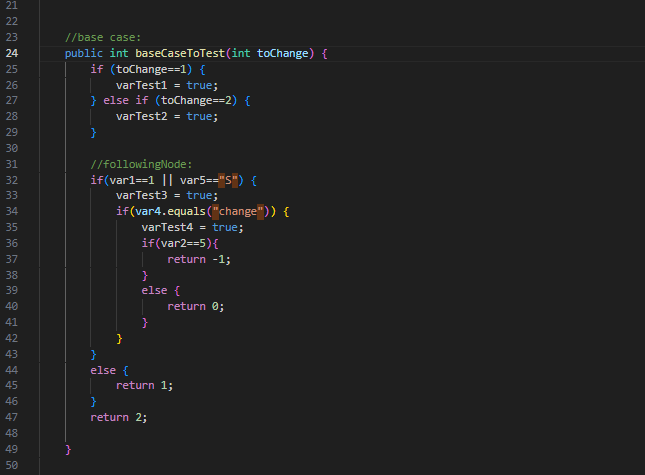 21
22
23 //base case:
24 public int baseCaseToTest(int toChange) {
25 if (toChange==1) {
26 varTest1 = true;
27 } else if (toChange==2) {
28 varTest2 = true;
29 }
30
31 //followingNode:
32 if(var1==1 || var5=="S") {
33 varTest3 = true;
34 if(var4.equals("change")) {
35 varTest4 = true;
36 if(var2==5){
37 return -1;
38 }
39 else {
40 return 0;
41 }
42 }
43 }
44 else {
45 return 1;
46 }
47 return 2;
48
49 }
50